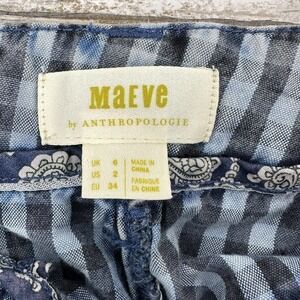 MAEVE
by ANTHROPOLOGIE
UK 6
US 2
EU 34
MADE IN
CHINA
FABRIQUÉ
EN CHINE